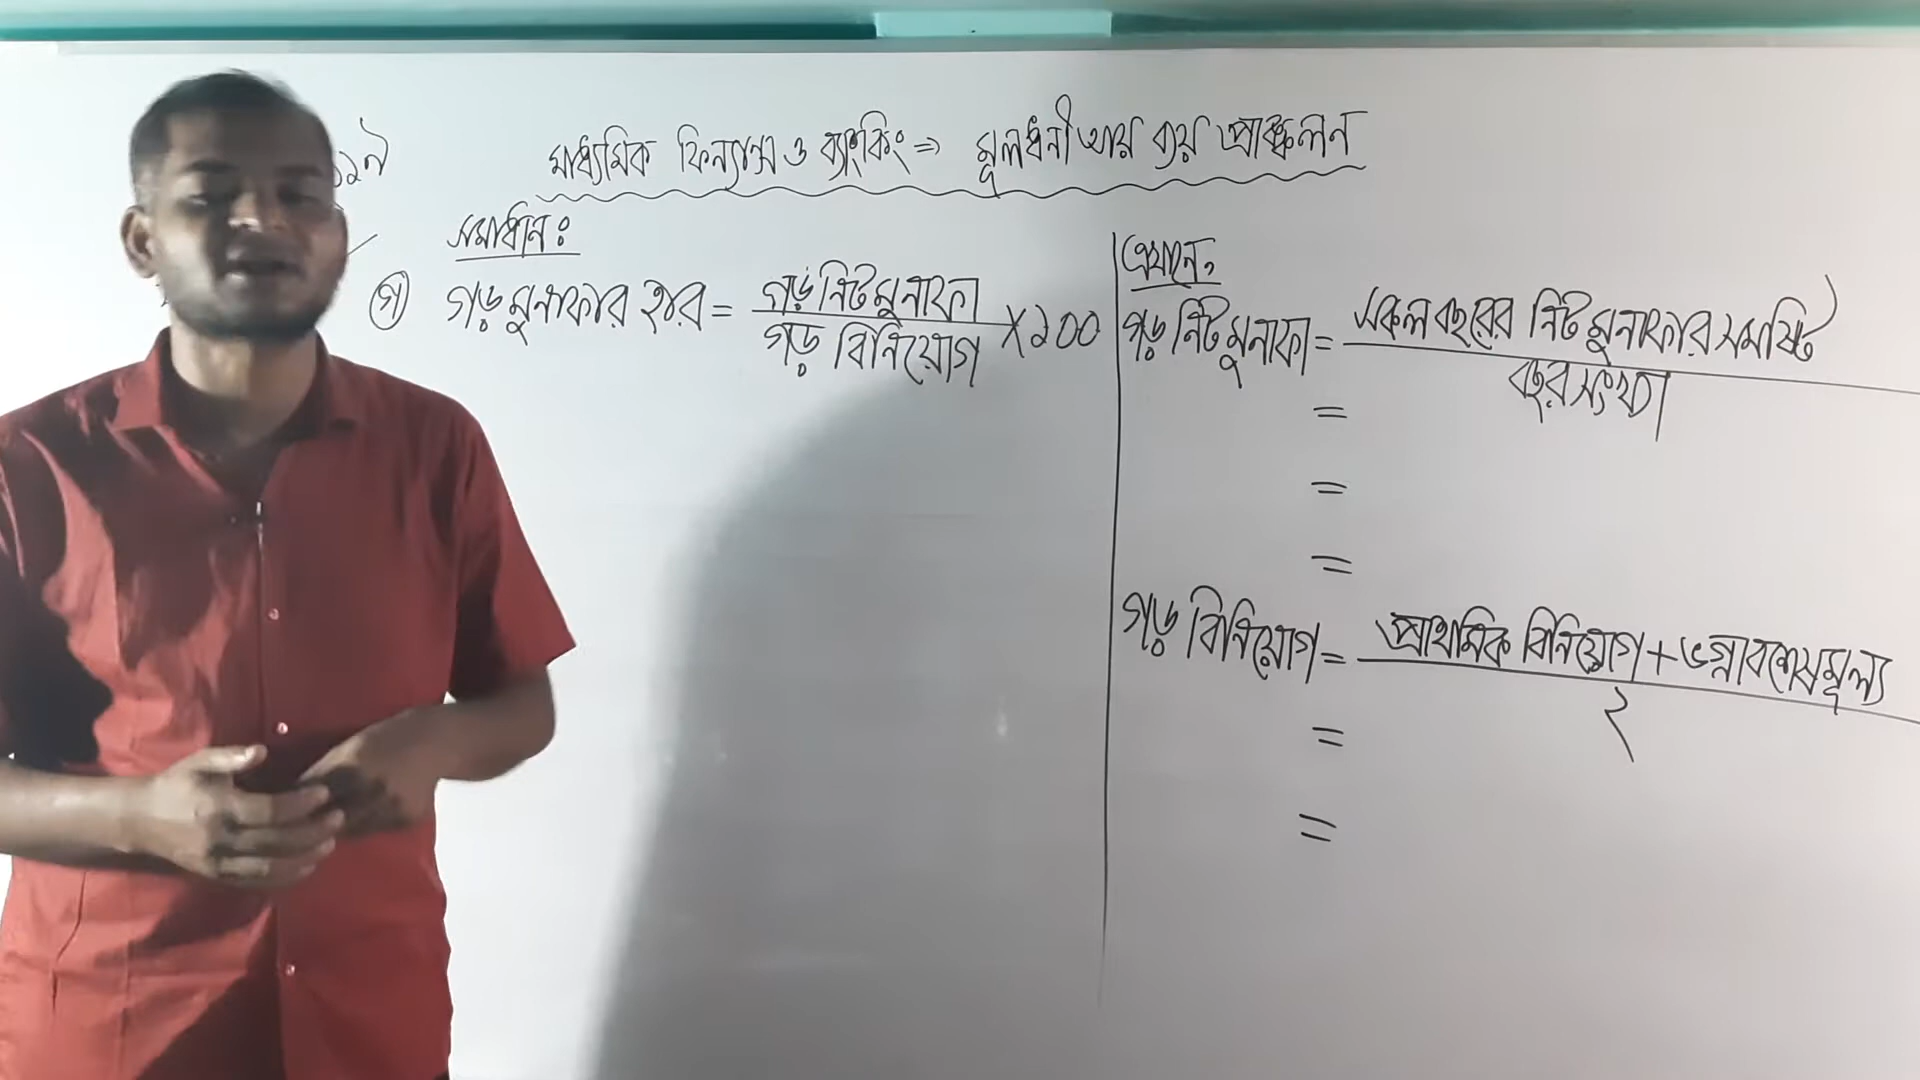 মাধ্যমিক ফিন্যান্স ও ব্যাংকিং ⇒ মূলধনী আয় ব্যয় প্রাক্কলন
সমাধান ঃ
গড় মুনাফার হার = গড় নিট মুনাফা / গড় বিনিয়োগ × ১০০
এখানে,
গড় নিট মুনাফা = সকল বছরের নিট মুনাফার সমষ্টি / বছর সংখ্যা
=
=
=
গড় বিনিয়োগ = প্রাথমিক বিনিয়োগ + ভগ্নাবশেষ মূল্য / ২
=
=